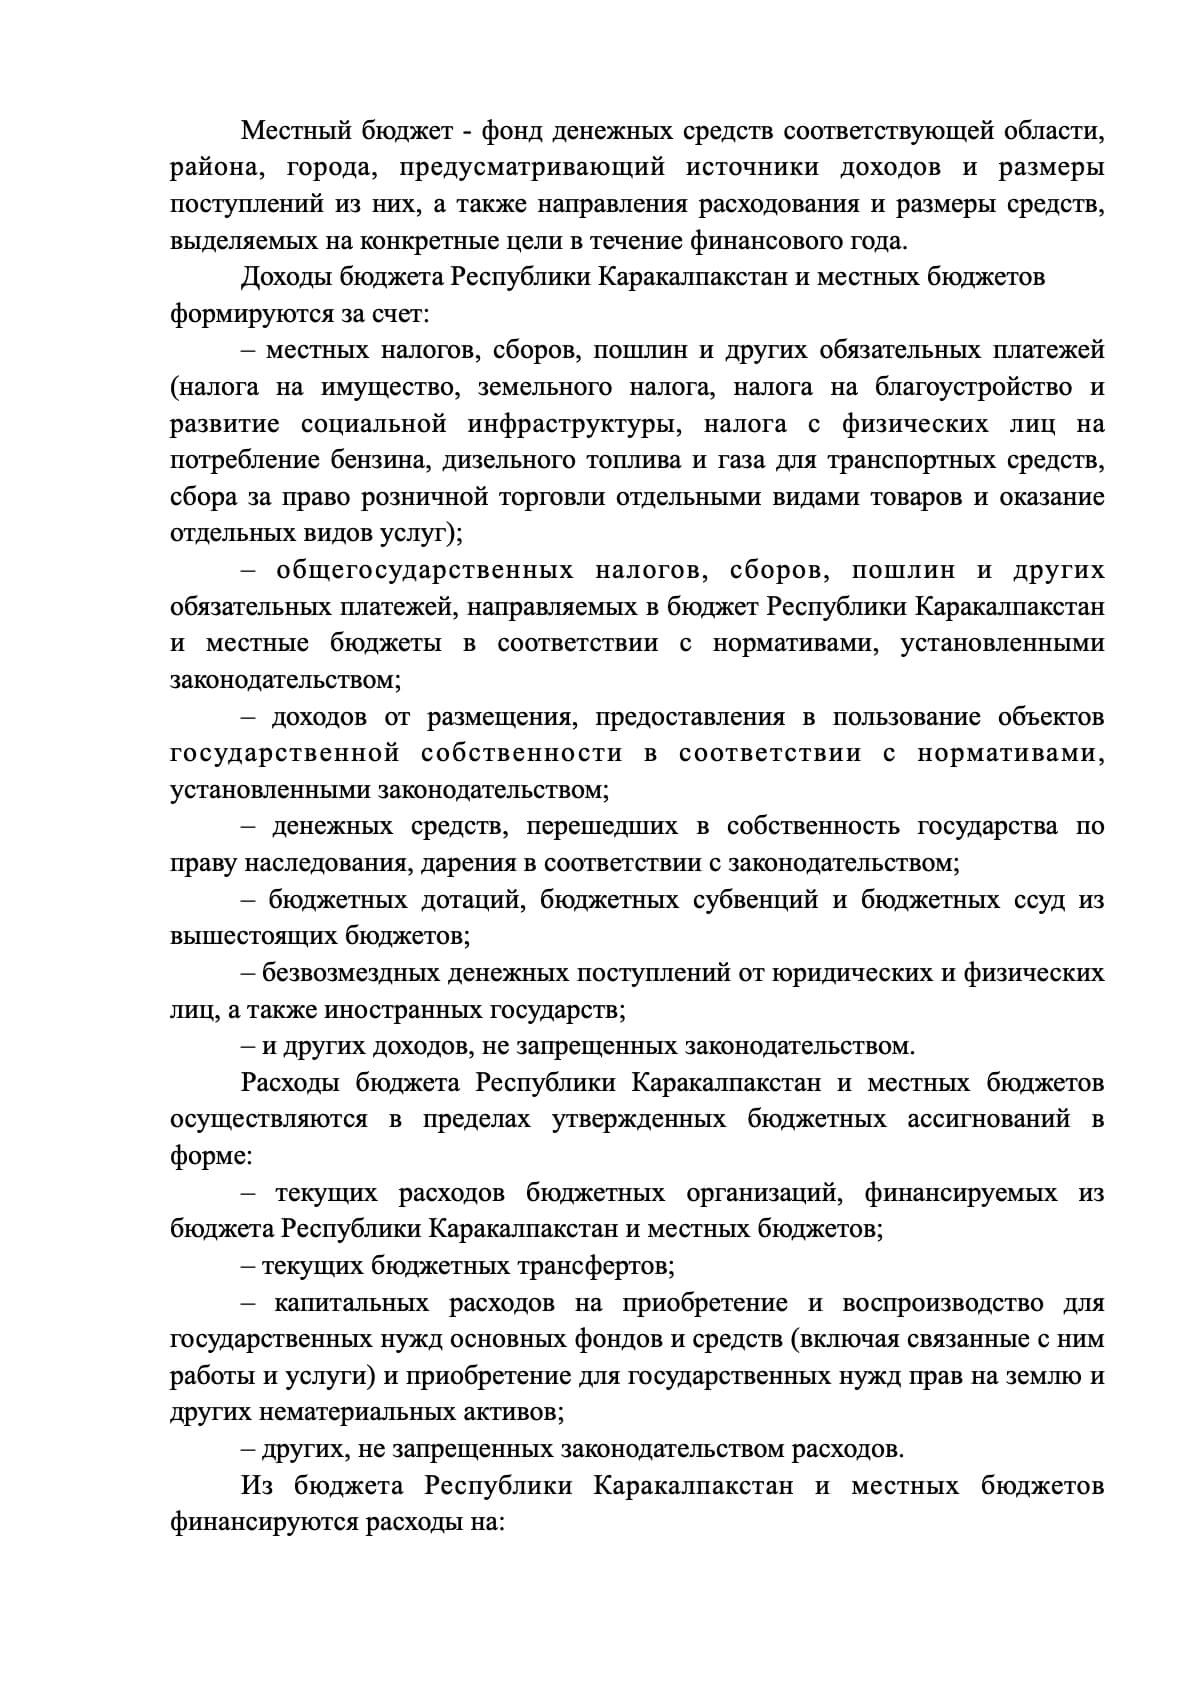 Местный бюджет - фонд денежных средств соответствующей области,
района, города, предусматривающий источники доходов и размеры
поступлений из них, а также направления расходования и размеры средств,
выделяемых на конкретные цели в течение финансового года.
Доходы бюджета Республики Каракалпакстан и местных бюджетов
формируются за счет:
– местных налогов, сборов, пошлин и других обязательных платежей
(налога на имущество, земельного налога, налога на благоустройство и
развитие социальной инфраструктуры, налога с физических лиц на
потребление бензина, дизельного топлива и газа для транспортных средств,
сбора за право розничной торговли отдельными видами товаров и оказание
отдельных видов услуг);
– общегосударственных налогов, сборов, пошлин и других
обязательных платежей, направляемых в бюджет Республики Каракалпакстан
и местные бюджеты в соответствии с нормативами, установленными
законодательством;
– доходов от размещения, предоставления в пользование объектов
государственной собственности в соответствии с нормативами,
установленными законодательством;
– денежных средств, перешедших в собственность государства по
праву наследования, дарения в соответствии с законодательством;
– бюджетных дотаций, бюджетных субвенций и бюджетных ссуд из
вышестоящих бюджетов;
– безвозмездных денежных поступлений от юридических и физических
лиц, а также иностранных государств;
– и других доходов, не запрещенных законодательством.
Расходы бюджета Республики Каракалпакстан и местных бюджетов
осуществляются в пределах утвержденных бюджетных ассигнований в
форме:
– текущих расходов бюджетных организаций, финансируемых из
бюджета Республики Каракалпакстан и местных бюджетов;
– текущих бюджетных трансфертов;
– капитальных расходов на приобретение и воспроизводство для
государственных нужд основных фондов и средств (включая связанные с ним
работы и услуги) и приобретение для государственных нужд прав на землю и
других нематериальных активов;
– других, не запрещенных законодательством расходов.
Из бюджета Республики Каракалпакстан и местных бюджетов
финансируются расходы на: